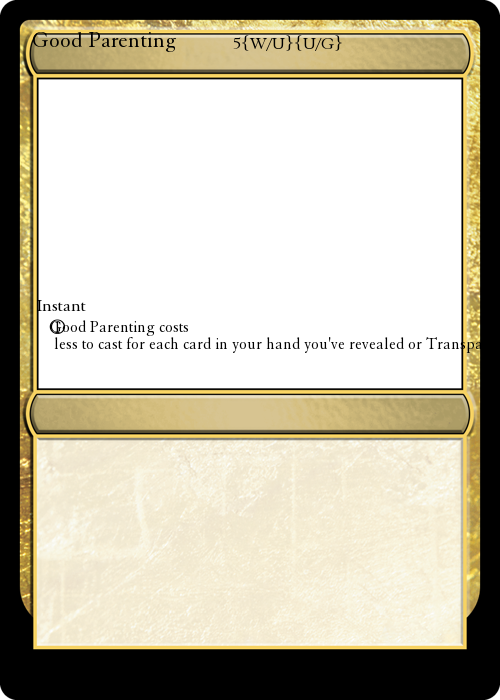 Good Parenting 5{W/U}{U/G}
Instant
Good Parenting costs
less to cast for each card in your hand you've revealed or Transpa